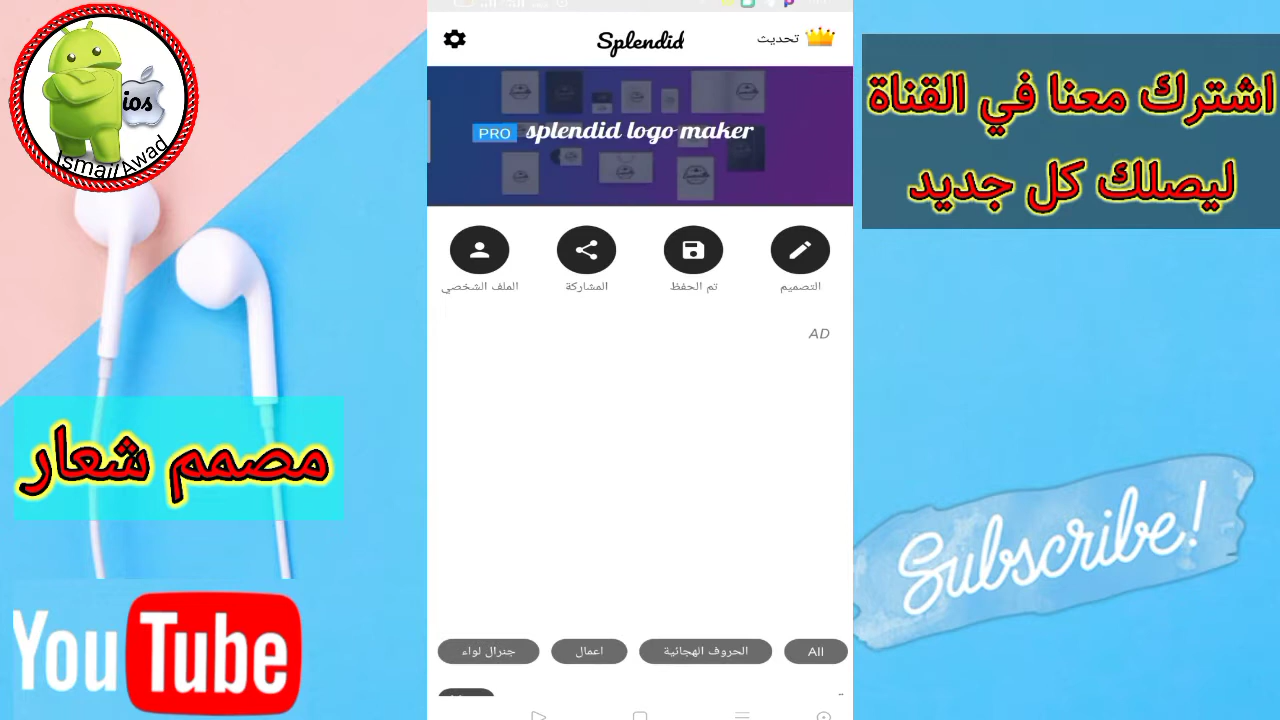 ios
Ismail Awad
مصمم شعار
YouTube
Splendid
تحديث
PRO splendid logo maker
التصميم
تم الحفظ
المشاركة
الملف الشخصي
AD
All
الحروف الهجائية
اعمال
جنرال لواء
اشترك معنا في القناة
ليصلك كل جديد
Subscribe!